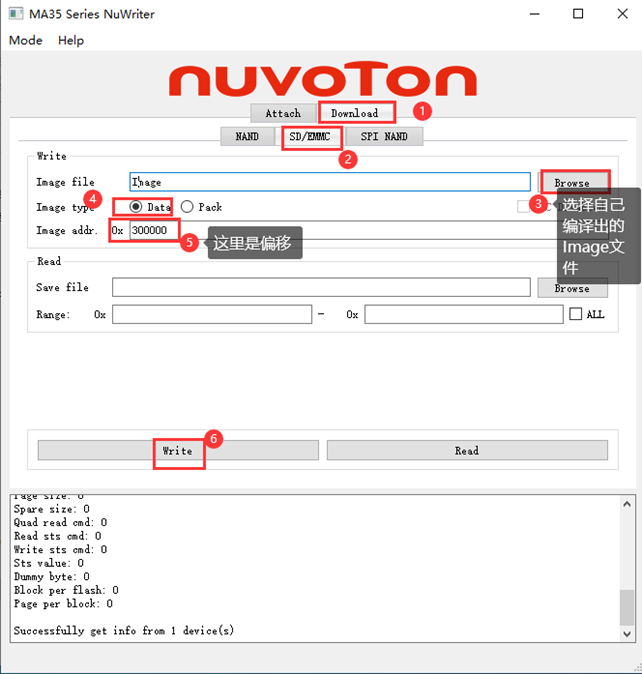 MA35 Series NuWriter
Mode Help
nuvoTon
Attach Download 1
NAND SD/EMMC SPI NAND
2
Write
Image file Image Browse
4 3
Image type Data Pack
选择自己
编译出的
Image文
件
Image addr. 0x 300000
5 这里是偏移
Read
Save file Browse
Range: 0x - 0x ALL
6
Write Read
Page size: 0
Spare size: 0
Quad read cmd: 0
Read sts cmd: 0
Write sts cmd: 0
Sts value: 0
Dummy byte: 0
Block per flash: 0
Page per block: 0
Successfully get info from 1 device(s)